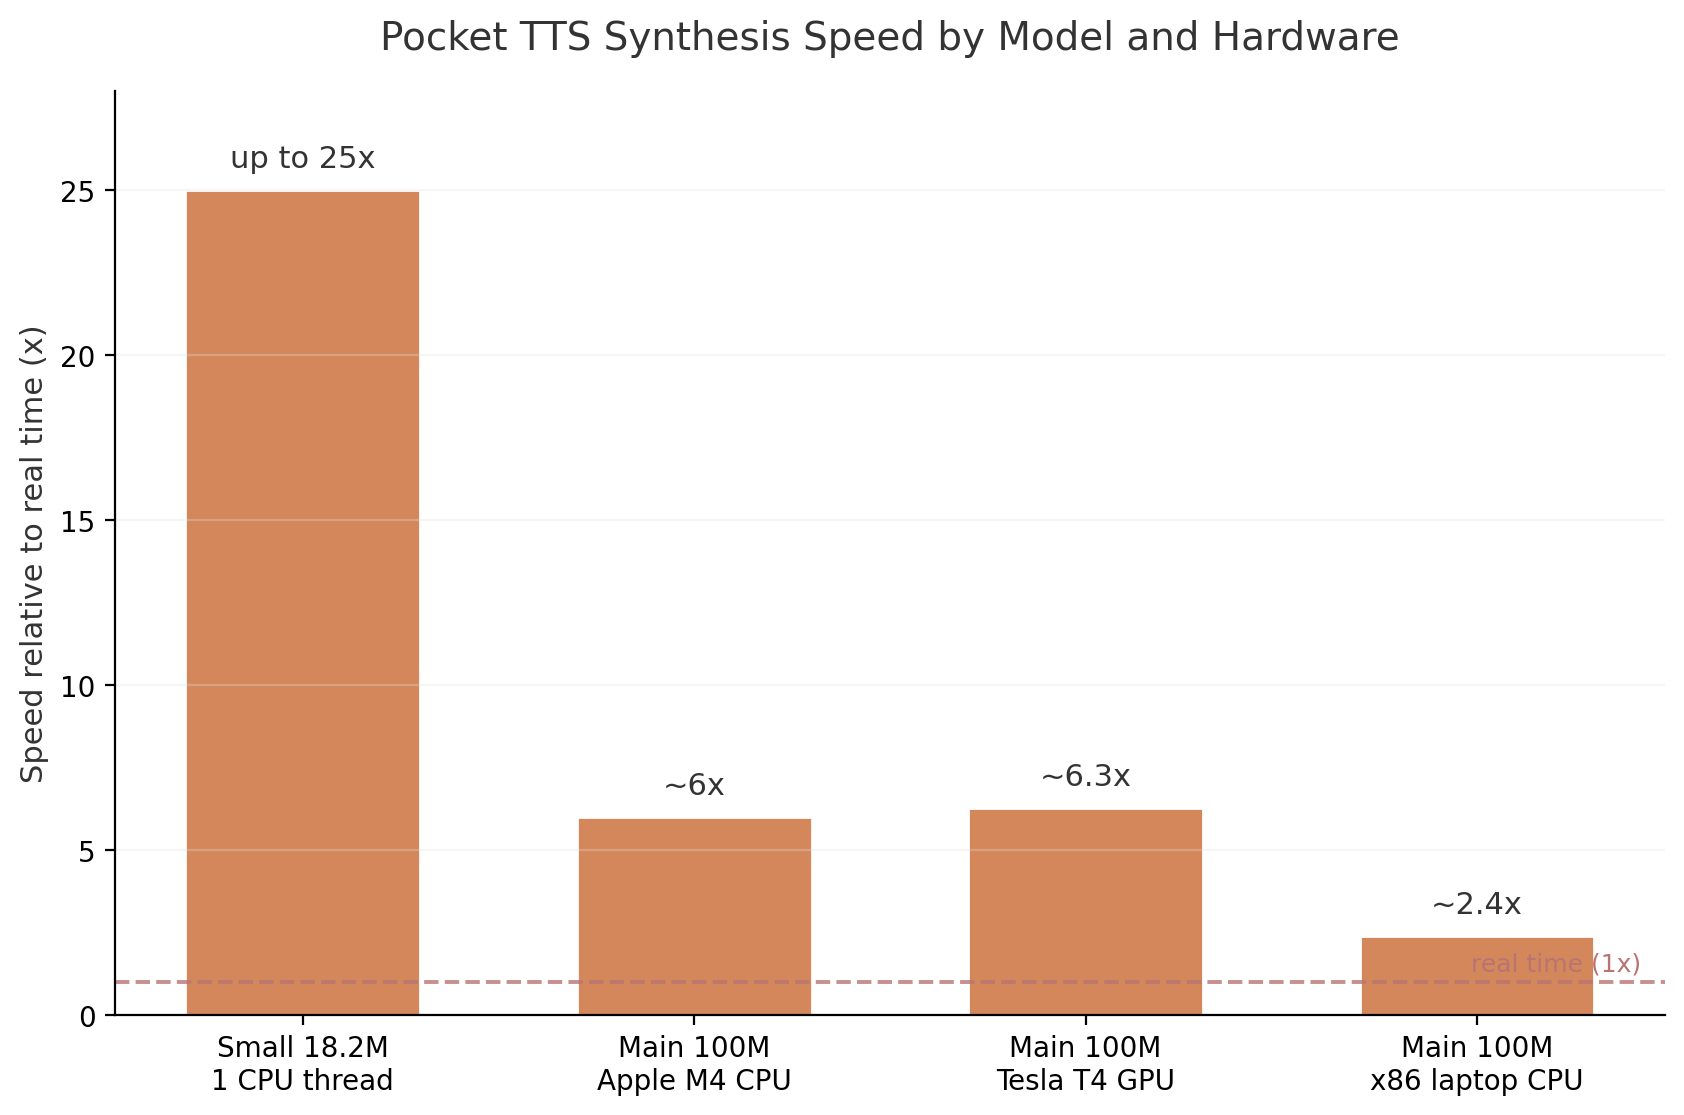 Pocket TTS Synthesis Speed by Model and Hardware
Speed relative to real time (x)
25
20
15
10
5
0
up to 25x
~6x
~6.3x
~2.4x
real time (1x)
Small 18.2M
1 CPU thread
Main 100M
Apple M4 CPU
Main 100M
Tesla T4 GPU
Main 100M
x86 laptop CPU